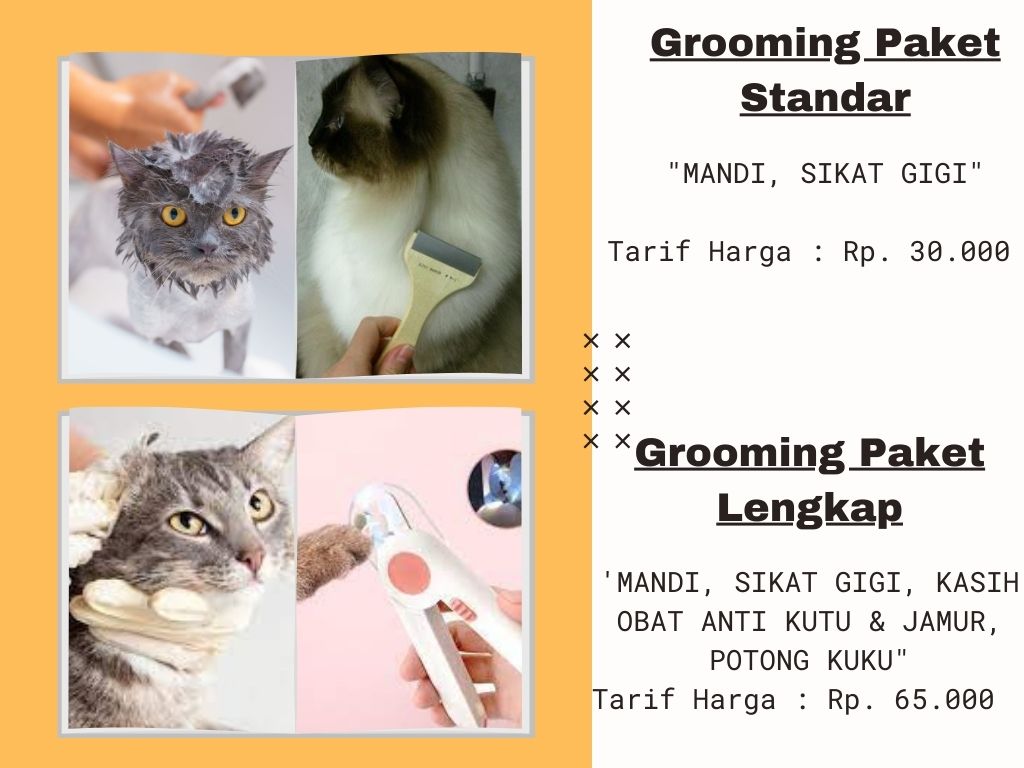 Grooming Paket
Standar
"MANDI, SIKAT GIGI"
Tarif Harga : Rp. 30.000
Grooming Paket
Lengkap
'MANDI, SIKAT GIGI, KASIH
OBAT ANTI KUTU & JAMUR,
POTONG KUKU"
Tarif Harga : Rp. 65.000